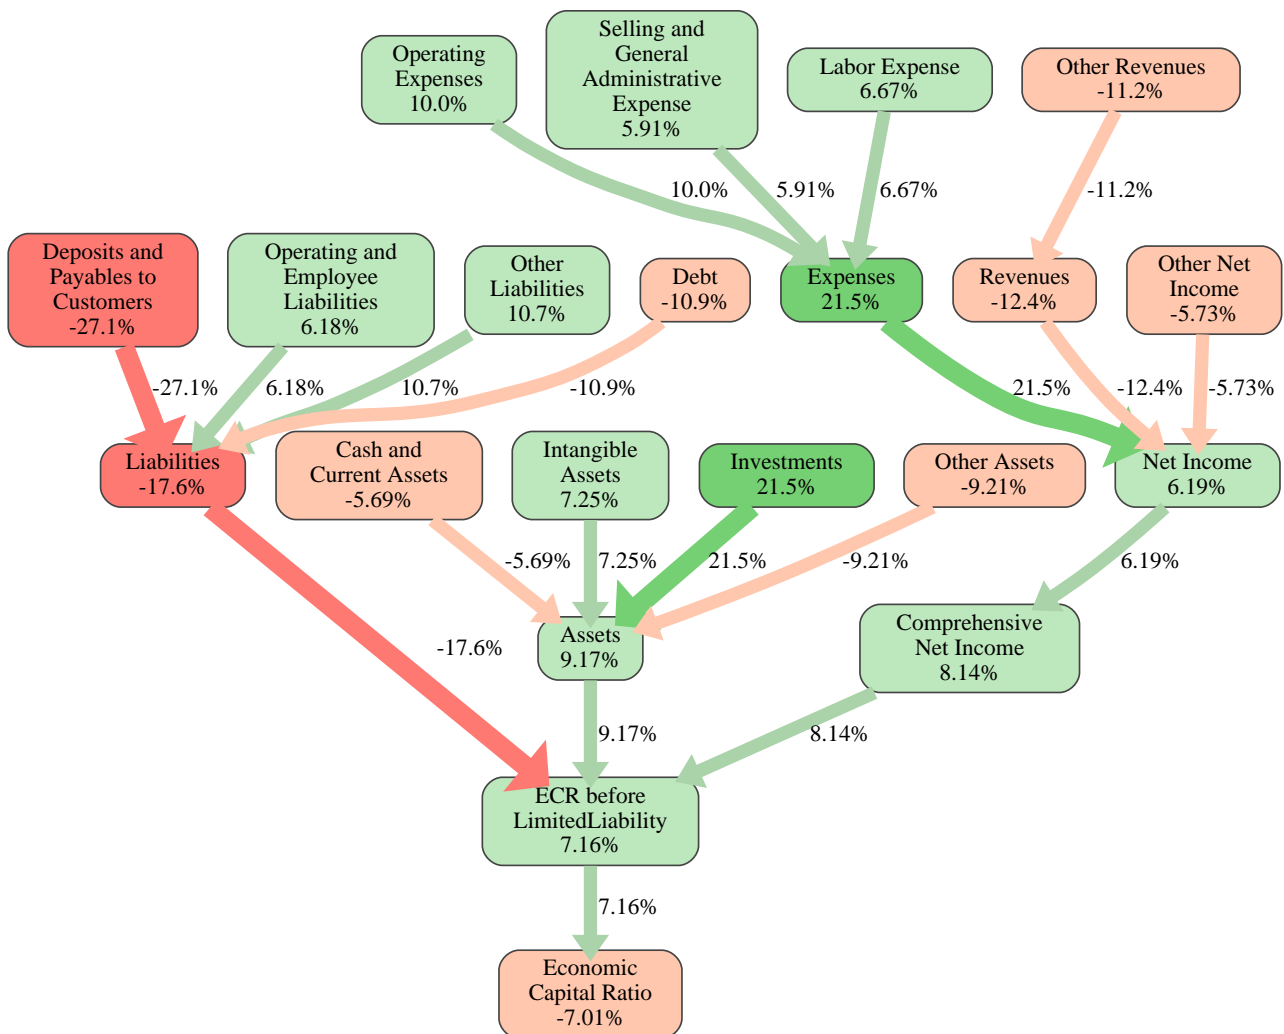 Operating
Expenses
10.0%
Selling and
General
Administrative
Expense
5.91%
Labor Expense
6.67%
Other Revenues
-11.2%
10.0%
5.91%
6.67%
-11.2%
Deposits and
Payables to
Customers
-27.1%
Operating and
Employee
Liabilities
6.18%
Other
Liabilities
10.7%
Debt
-10.9%
Expenses
21.5%
Revenues
-12.4%
Other Net
Income
-5.73%
-27.1%
6.18%
10.7%
-10.9%
21.5%
-12.4%
-5.73%
Liabilities
-17.6%
Cash and
Current Assets
-5.69%
Intangible
Assets
7.25%
Investments
21.5%
Other Assets
-9.21%
Net Income
6.19%
-5.69%
7.25%
21.5%
-9.21%
6.19%
-17.6%
Assets
9.17%
Comprehensive
Net Income
8.14%
9.17%
8.14%
ECR before
LimitedLiability
7.16%
7.16%
Economic
Capital Ratio
-7.01%